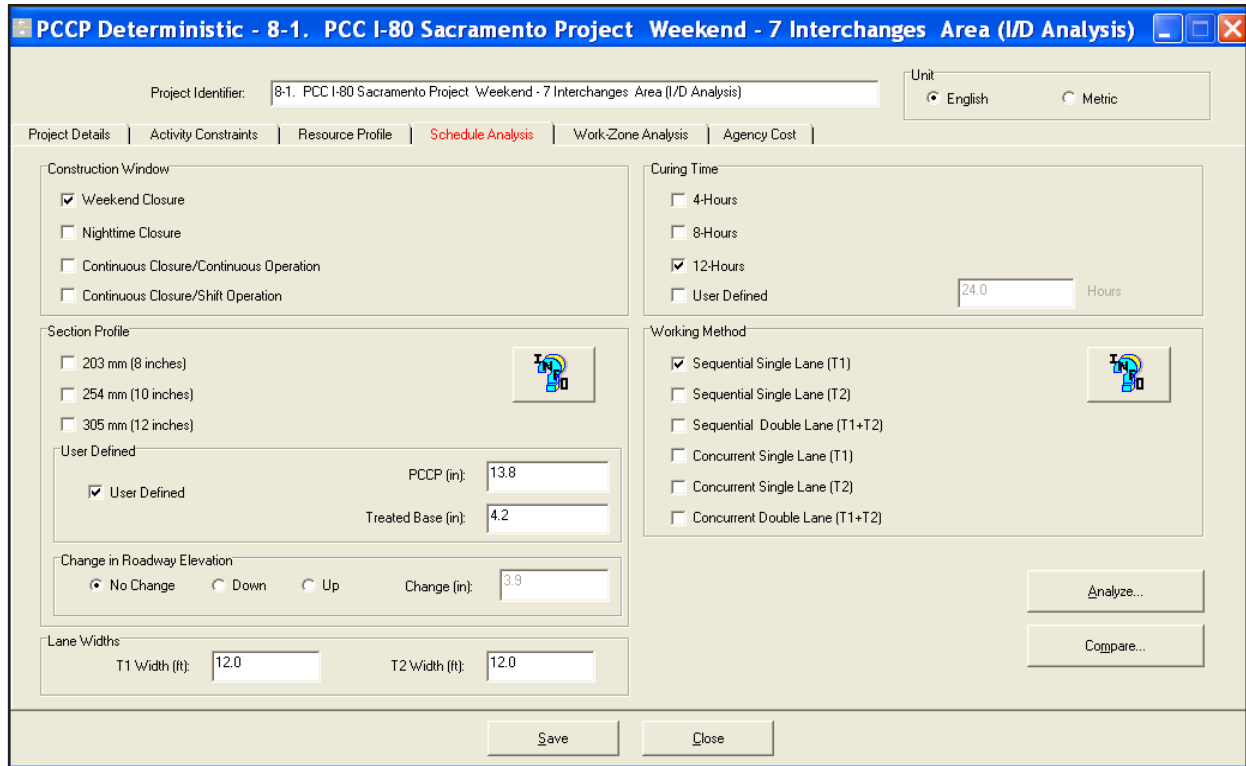 PCCP Deterministic - 8-1.  PCC I-80 Sacramento Project  Weekend - 7 Interchanges  Area (I/D Analysis)
Project Identifier: 8-1.  PCC I-80 Sacramento Project  Weekend - 7 Interchanges  Area (I/D Analysis)
Unit
English Metric
Project Details Activity Constraints Resource Profile Schedule Analysis Work-Zone Analysis Agency Cost
Construction Window
Weekend Closure
Nighttime Closure
Continuous Closure/Continuous Operation
Continuous Closure/Shift Operation
Curing Time
4-Hours
8-Hours
12-Hours
User Defined 24.0 Hours
Section Profile
203 mm (8 inches)
254 mm (10 inches)
305 mm (12 inches)
INFO
User Defined
User Defined
PCCP (in): 13.8
Treated Base (in): 4.2
Change in Roadway Elevation
No Change Down Up Change (in): 3.9
Lane Widths
T1 Width (ft): 12.0 T2 Width (ft): 12.0
Working Method
Sequential Single Lane (T1)
Sequential Single Lane (T2)
Sequential  Double Lane (T1+T2)
Concurrent Single Lane (T1)
Concurrent Single Lane (T2)
Concurrent Double Lane (T1+T2)
INFO
Analyze...
Compare...
Save Close